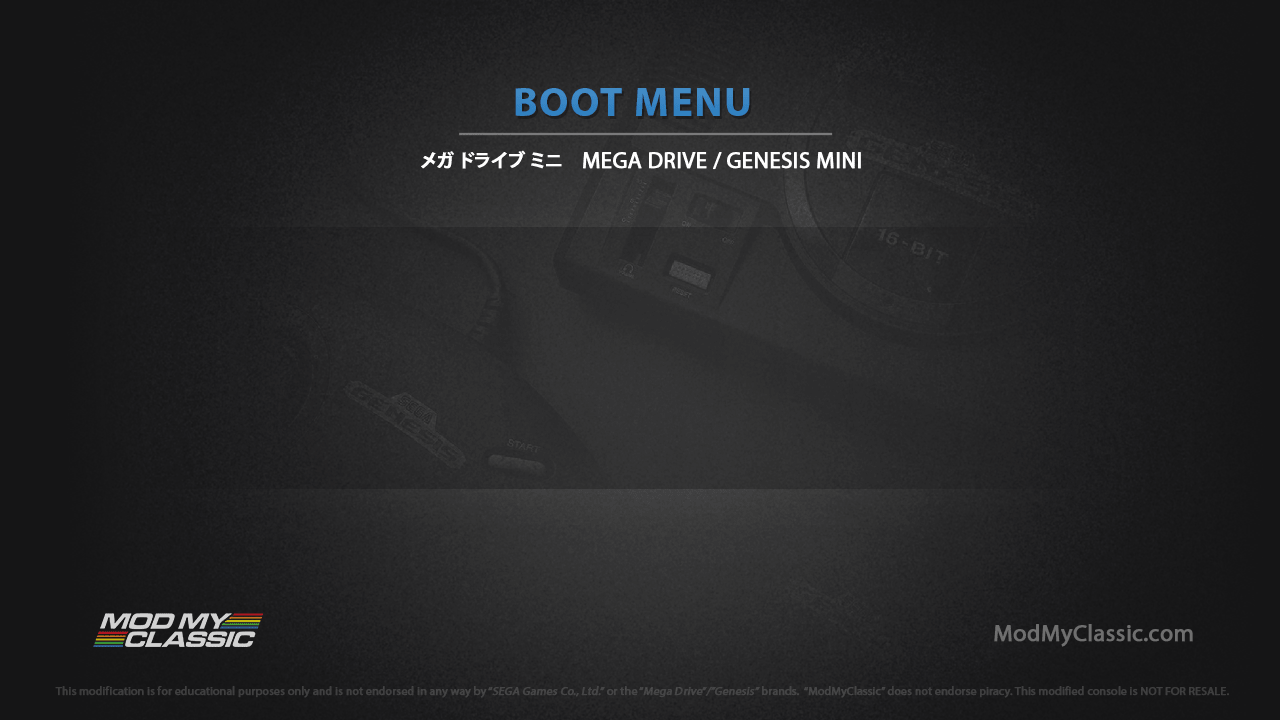 BOOT MENU
メガ ドライブ ミニ MEGA DRIVE / GENESIS MINI
16-BIT
GENESIS
START
MOD MY
CLASSIC
ModMyClassic.com
This modification is for educational purposes only and is not endorsed in any way by "SEGA Games Co., Ltd." or the "Mega Drive"/"Genesis" brands. "ModMyClassic" does not endorse piracy. This modified console is NOT FOR RESALE.